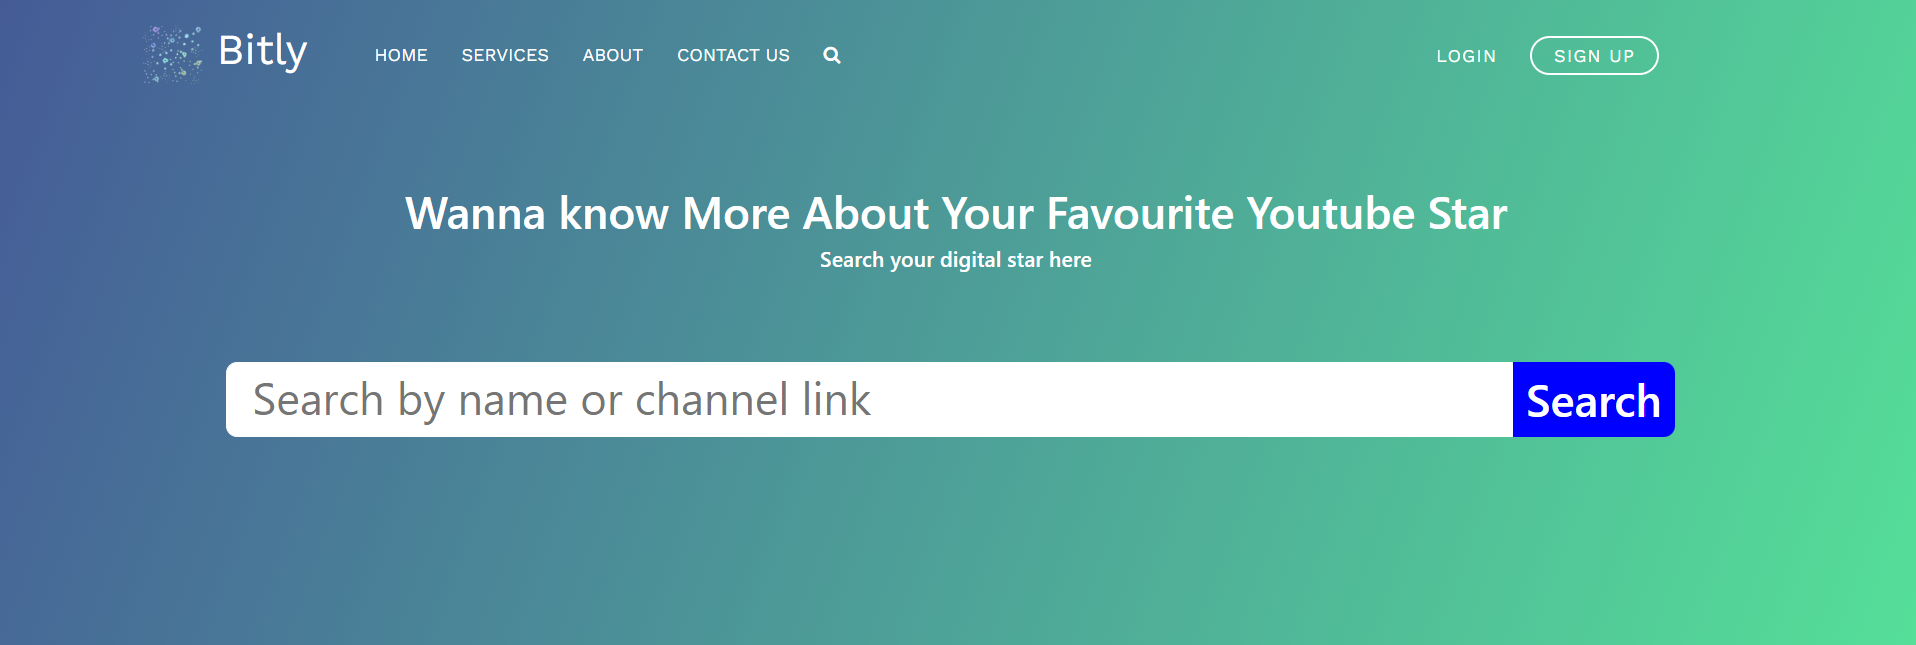 Bitly HOME SERVICES ABOUT CONTACT US LOGIN SIGN UP
Wanna know More About Your Favourite Youtube Star
Search your digital star here
Search by name or channel link Search